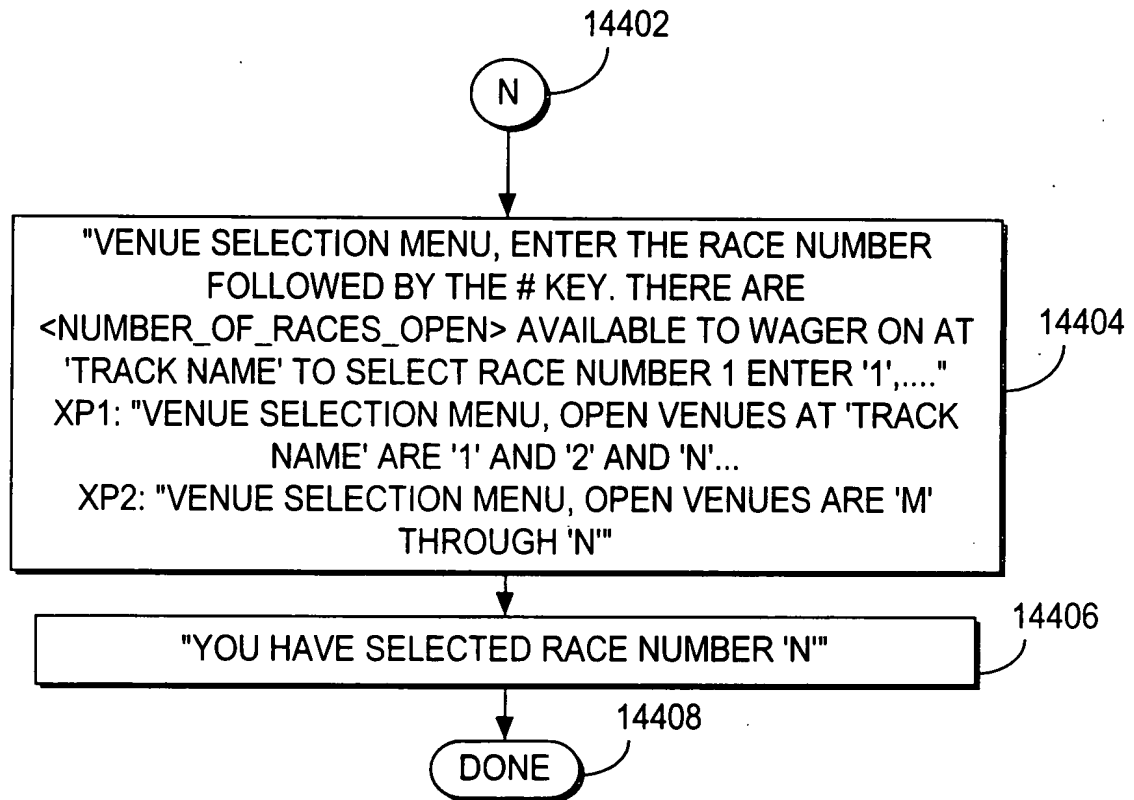 14402
N
"VENUE SELECTION MENU, ENTER THE RACE NUMBER
FOLLOWED BY THE # KEY. THERE ARE
<NUMBER_OF_RACES_OPEN> AVAILABLE TO WAGER ON AT
'TRACK NAME' TO SELECT RACE NUMBER 1 ENTER '1',...."
XP1: "VENUE SELECTION MENU, OPEN VENUES AT 'TRACK
NAME' ARE '1' AND '2' AND 'N'...
XP2: "VENUE SELECTION MENU, OPEN VENUES ARE 'M'
THROUGH 'N'"
14404
"YOU HAVE SELECTED RACE NUMBER 'N'"
14406
14408
DONE